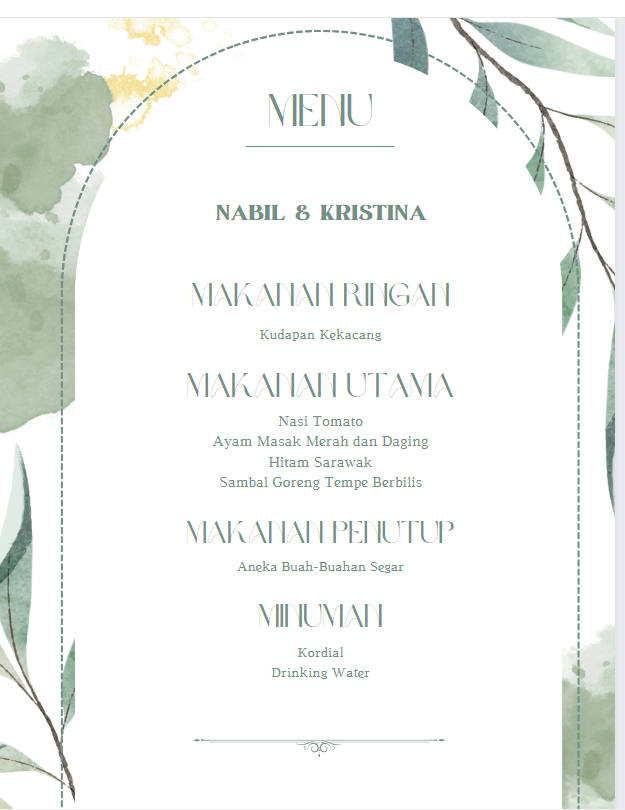 MENU
NABIL & KRISTINA
MAKANAN RINGAN
Kudapan Kekacang
MAKANAN UTAMA
Nasi Tomato
Ayam Masak Merah dan Daging
Hitam Sarawak
Sambal Goreng Tempe Berbilis
MAKANAN PENUTUP
Aneka Buah-Buahan Segar
MINUMAN
Kordial
Drinking Water